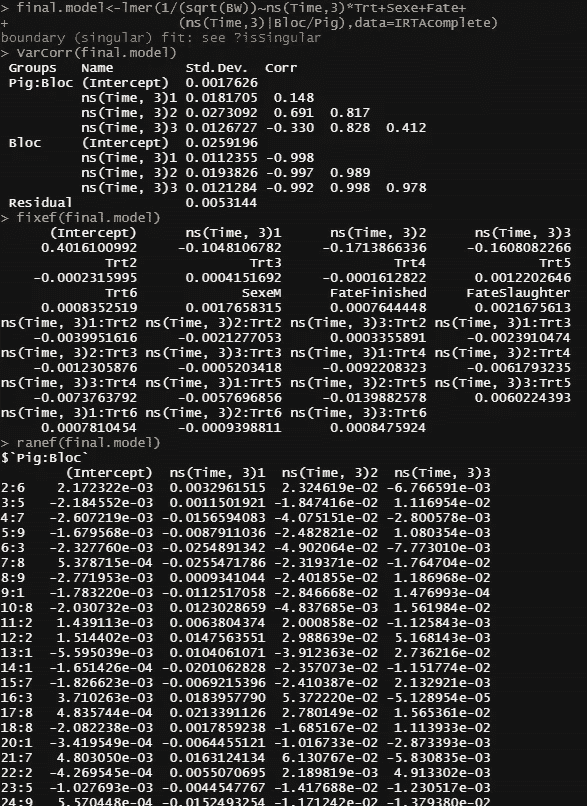 > final.model<-lmer(1/(sqrt(BW))~ns(Time,3)*Trt+Sexe+Fate+
+ (ns(Time,3)|Bloc/Pig),data=IRTAcomplete)
boundary (singular) fit: see ?isSingular
> VarCorr(final.model)
Groups Name Std.Dev. Corr
Pig:Bloc (Intercept) 0.0017626
ns(Time, 3)1 0.0181705 0.148
ns(Time, 3)2 0.0273092 0.691 0.817
ns(Time, 3)3 0.0126727 -0.330 0.828 0.412
Bloc (Intercept) 0.0259196
ns(Time, 3)1 0.0112355 -0.998
ns(Time, 3)2 0.0193826 -0.997 0.989
ns(Time, 3)3 0.0121284 -0.992 0.998 0.978
Residual 0.0053144
> fixef(final.model)
(Intercept) ns(Time, 3)1 ns(Time, 3)2 ns(Time, 3)3
0.4016100992 -0.1048106782 -0.1713866336 -0.1608082266
Trt2 Trt3 Trt4 Trt5
-0.0002315995 0.0004151692 -0.0001612822 0.0012202646
Trt6 SexeM FateFinished FateSlaughter
0.0008352519 0.0017658315 0.0007644448 0.0021675613
ns(Time, 3)1:Trt2 ns(Time, 3)2:Trt2 ns(Time, 3)3:Trt2 ns(Time, 3)1:Trt3
-0.0039951616 -0.0021277053 0.0003355891 -0.0023910474
ns(Time, 3)2:Trt3 ns(Time, 3)3:Trt3 ns(Time, 3)1:Trt4 ns(Time, 3)2:Trt4
-0.0012305876 -0.0005203418 -0.0092208323 -0.0061793235
ns(Time, 3)3:Trt4 ns(Time, 3)1:Trt5 ns(Time, 3)2:Trt5 ns(Time, 3)3:Trt5
-0.0073763792 -0.0057696856 -0.0139882578 0.0060224393
ns(Time, 3)1:Trt6 ns(Time, 3)2:Trt6 ns(Time, 3)3:Trt6
0.0007810454 -0.0009398811 0.0008475924
> ranef(final.model)
$`Pig:Bloc`
(Intercept) ns(Time, 3)1 ns(Time, 3)2 ns(Time, 3)3
2:6 2.172322e-03 0.0032961515 2.324619e-02 -6.766591e-03
3:5 -2.184552e-04 0.0011501921 -1.847416e-02 1.116954e-02
4:7 -2.607219e-04 -0.0156594083 -4.075151e-02 -2.800578e-03
5:9 -1.679568e-04 -0.0087911036 -2.482821e-02 1.080354e-03
6:3 -2.327760e-04 -0.0254891342 -4.902064e-02 -7.773010e-03
7:8 5.378715e-04 -0.0255471786 -2.319371e-02 -1.764704e-02
8:9 -2.771953e-03 0.0009341044 -2.401855e-02 1.186968e-02
9:1 -1.783220e-04 -0.0112517058 -2.846668e-02 1.476993e-04
10:8 -2.030732e-04 0.0123028659 -4.837685e-03 1.561984e-02
11:2 1.439113e-03 0.0063804374 2.000858e-02 -1.125843e-03
12:2 1.514402e-04 0.0147563551 2.988639e-02 5.168143e-03
13:1 -5.595039e-04 0.0104061071 -3.912363e-02 2.736216e-02
14:1 -1.651426e-04 -0.0201062828 -2.357073e-02 -1.151774e-02
15:7 -1.826623e-04 -0.0069215396 -2.410387e-02 2.132921e-03
16:3 3.710263e-04 0.0183957790 5.372220e-02 -5.128954e-05
17:8 4.835744e-04 0.0213391126 2.780149e-02 1.565361e-02
18:8 -2.082238e-03 0.0017859238 -1.685167e-02 1.113933e-02
20:1 -3.419549e-04 -0.0064455121 -1.016733e-02 -2.873393e-03
21:7 4.803050e-04 0.0163124134 6.130767e-02 -5.830835e-03
22:2 -4.269545e-04 0.0055070695 2.189819e-03 4.913302e-03
23:5 -1.027693e-04 -0.0044547767 -1.417688e-02 -1.230517e-03
24:9 5.570448e-04 -0.0152493254 -1.171242e-02 -1.379380e-02